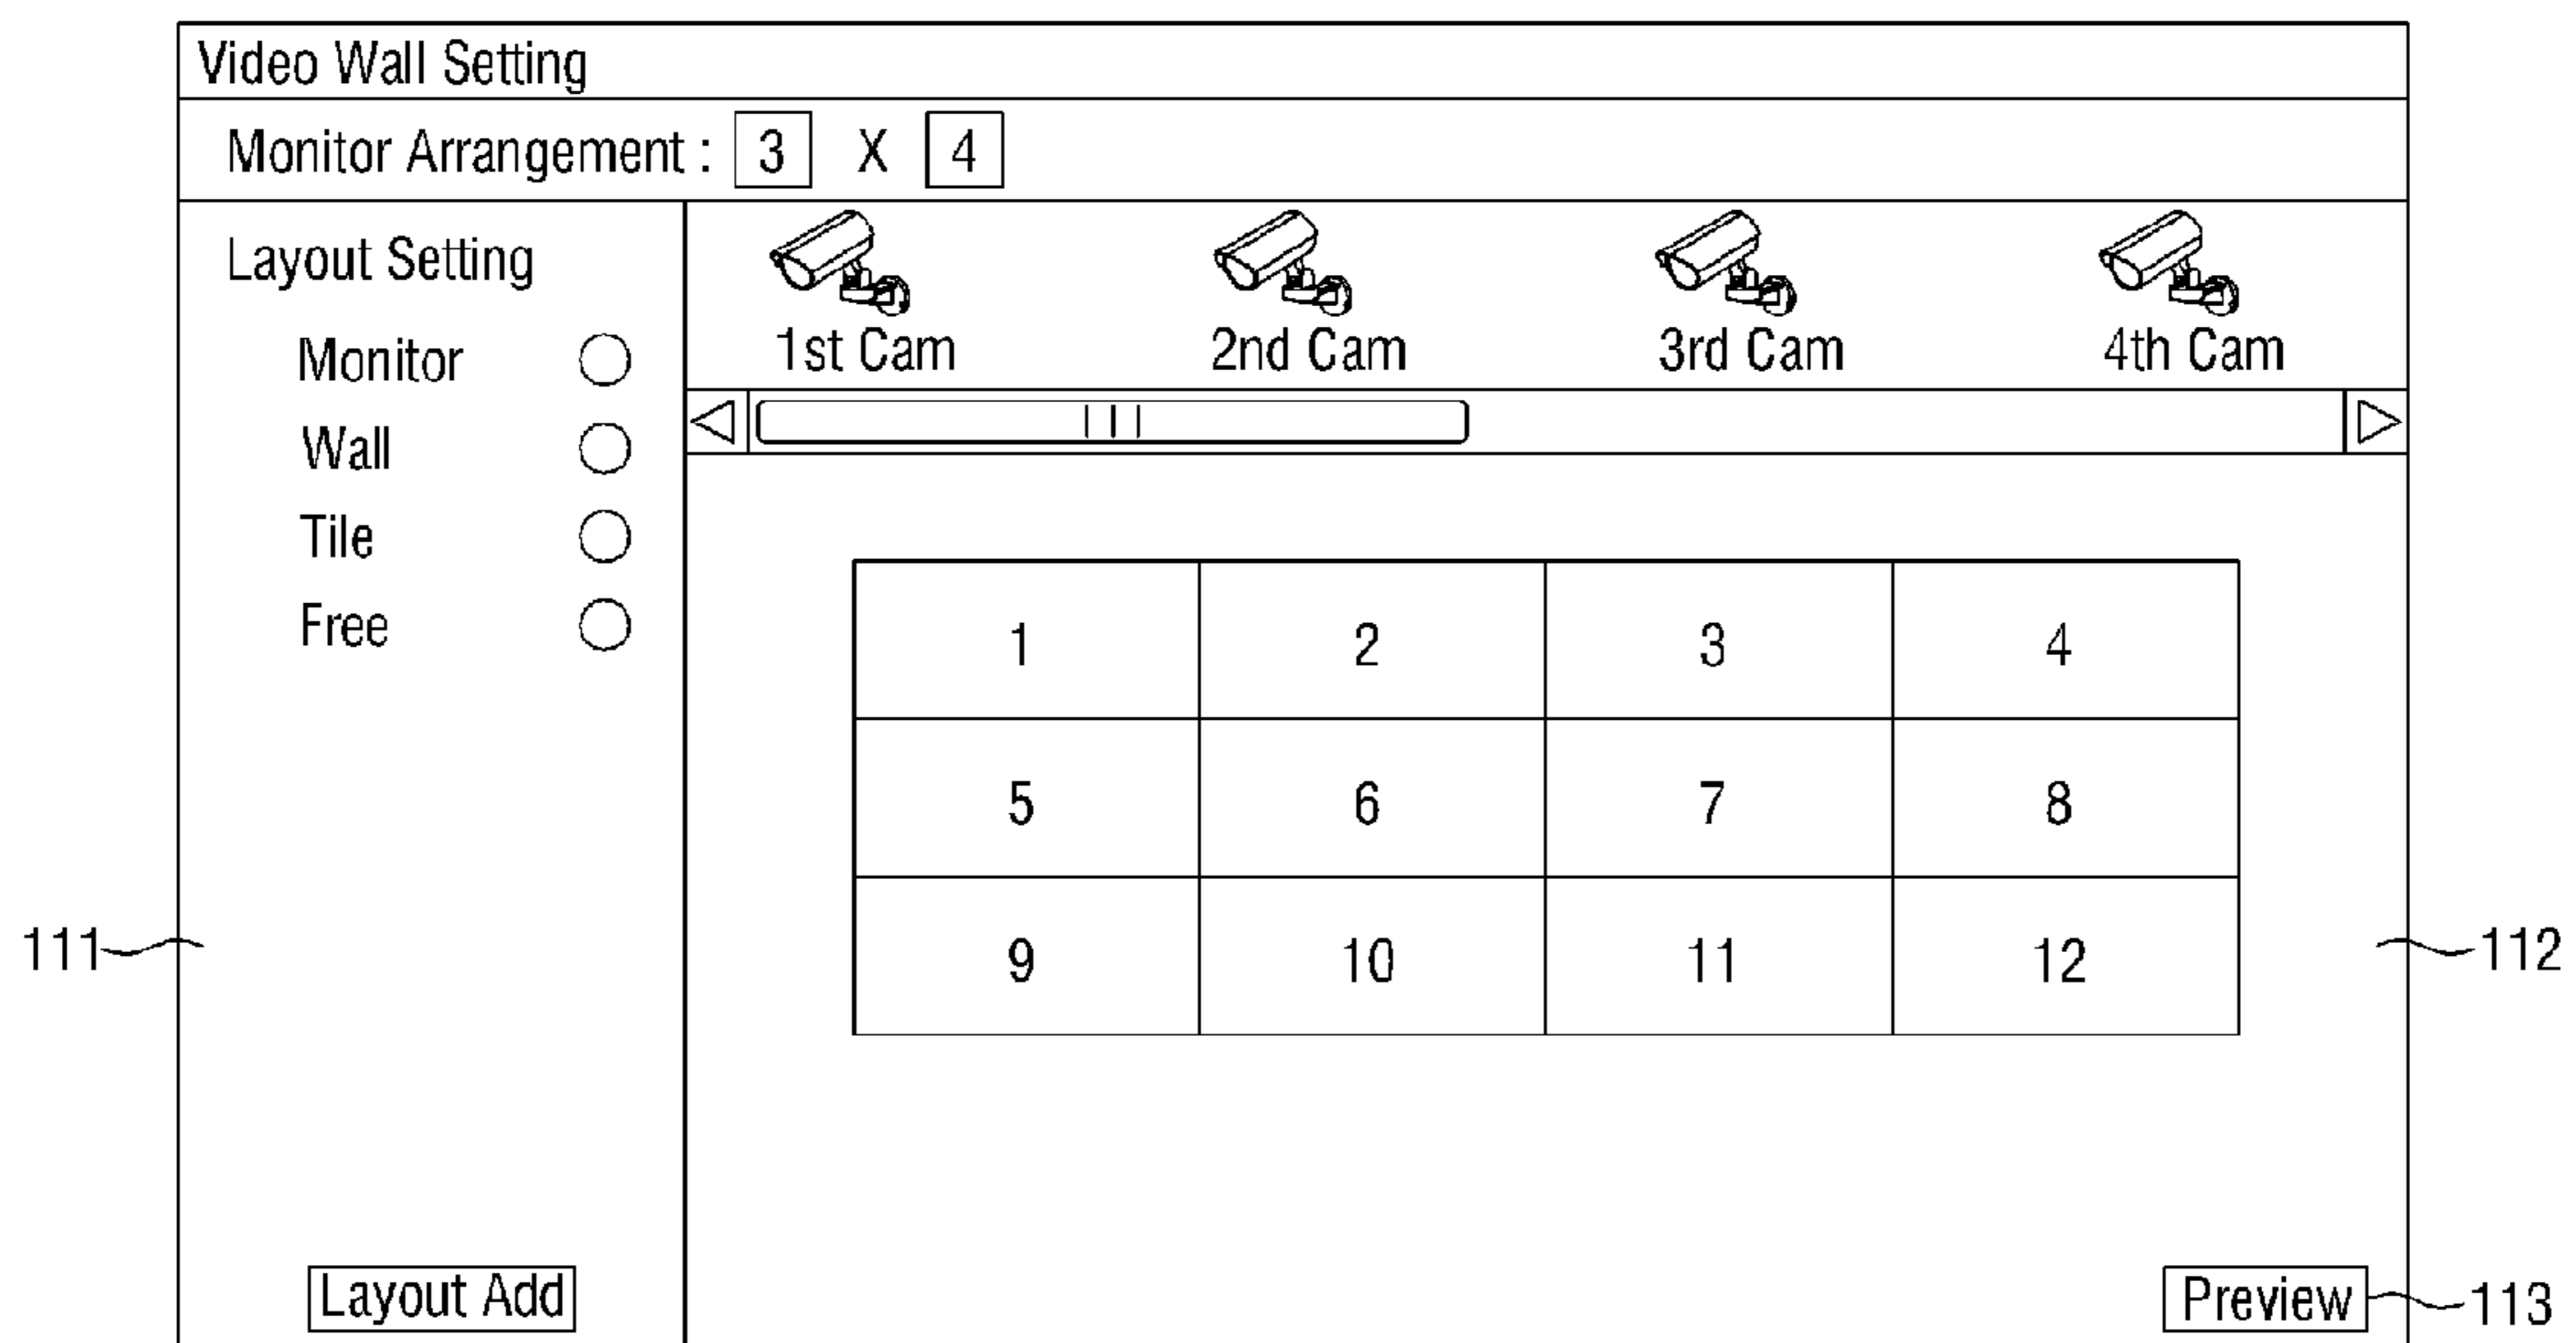 Video Wall Setting
Monitor Arrangement : 3 X 4
Layout Setting
Monitor
Wall
Tile
Free
Layout Add
1st Cam 2nd Cam 3rd Cam 4th Cam
1 2 3 4
5 6 7 8
9 10 11 12
Preview
111
112
113